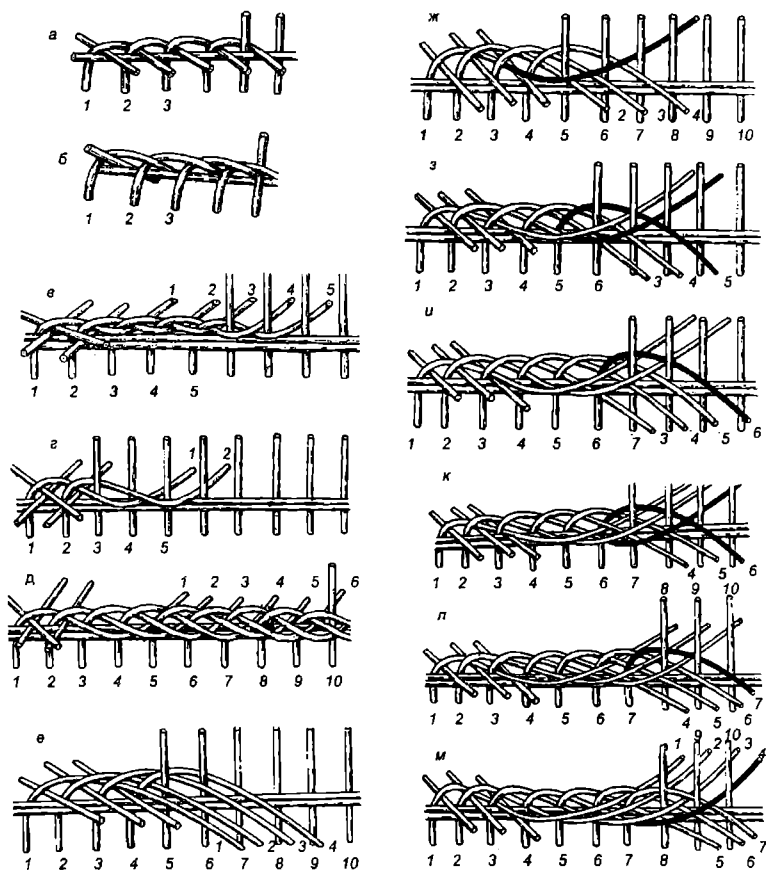 а
1 2 3
б
1 2 3
в
1 2 3 4 5
1 2 3 4 5
г
1 2
1 2 3 4 5
д
1 2 3 4 5 6
1 2 3 4 5 6 7 8 9 10
е
1 2 3 4
1 2 3 4 5 6 7 8 9 10
ж
2 3 4
1 2 3 4 5 6 7 8 9 10
з
3 4 5
1 2 3 4 5 6
и
3 4 5 6
1 2 3 4 5 6 7
к
4 5 6
1 2 3 4 5 6 7
8 9 10
л
4 5 6 7
1 2 3 4 5 6 7
9 10
м
1 2 3 4
5 6 7
1 2 3 4 5 6 7 8